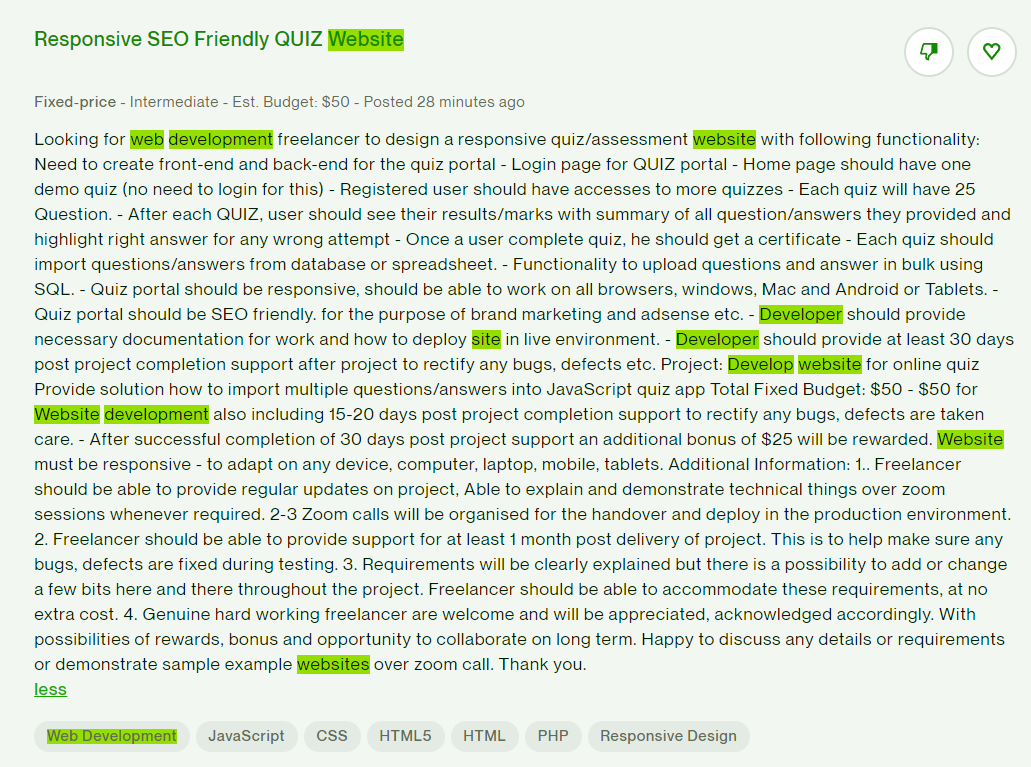 Responsive SEO Friendly QUIZ Website
Fixed-price - Intermediate - Est. Budget: $50 - Posted 28 minutes ago
Looking for web development freelancer to design a responsive quiz/assessment website with following functionality:
Need to create front-end and back-end for the quiz portal - Login page for QUIZ portal - Home page should have one
demo quiz (no need to login for this) - Registered user should have accesses to more quizzes - Each quiz will have 25
Question. - After each QUIZ, user should see their results/marks with summary of all question/answers they provided and
highlight right answer for any wrong attempt - Once a user complete quiz, he should get a certificate - Each quiz should
import questions/answers from database or spreadsheet. - Functionality to upload questions and answer in bulk using
SQL. - Quiz portal should be responsive, should be able to work on all browsers, windows, Mac and Android or Tablets. -
Quiz portal should be SEO friendly. for the purpose of brand marketing and adsense etc. - Developer should provide
necessary documentation for work and how to deploy site in live environment. - Developer should provide at least 30 days
post project completion support after project to rectify any bugs, defects etc. Project: Develop website for online quiz
Provide solution how to import multiple questions/answers into JavaScript quiz app Total Fixed Budget: $50 - $50 for
Website development also including 15-20 days post project completion support to rectify any bugs, defects are taken
care. - After successful completion of 30 days post project support an additional bonus of $25 will be rewarded. Website
must be responsive - to adapt on any device, computer, laptop, mobile, tablets. Additional Information: 1.. Freelancer
should be able to provide regular updates on project, Able to explain and demonstrate technical things over zoom
sessions whenever required. 2-3 Zoom calls will be organised for the handover and deploy in the production environment.
2. Freelancer should be able to provide support for at least 1 month post delivery of project. This is to help make sure any
bugs, defects are fixed during testing. 3. Requirements will be clearly explained but there is a possibility to add or change
a few bits here and there throughout the project. Freelancer should be able to accommodate these requirements, at no
extra cost. 4. Genuine hard working freelancer are welcome and will be appreciated, acknowledged accordingly. With
possibilities of rewards, bonus and opportunity to collaborate on long term. Happy to discuss any details or requirements
or demonstrate sample example websites over zoom call. Thank you.
less
Web Development JavaScript CSS HTML5 HTML PHP Responsive Design